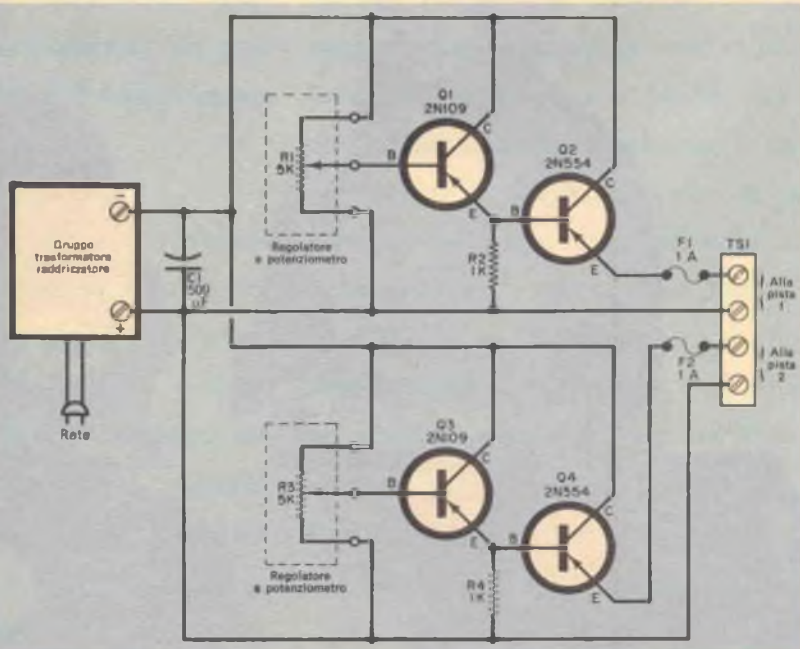 Q1
2N109
C
B
E
R1
5K
Regolatore
e potenziometro
Q2
2N554
C
B
E
R2
1K
F1
1 A
TS1
Alla
pista
1
Alla
pista
2
F2
1 A
Gruppo
trasformatore
raddrizzatore
−
+
C1
500
µF
Rete
Q3
2N109
C
B
E
R3
5K
Regolatore
e potenziometro
Q4
2N554
C
B
E
R4
1K